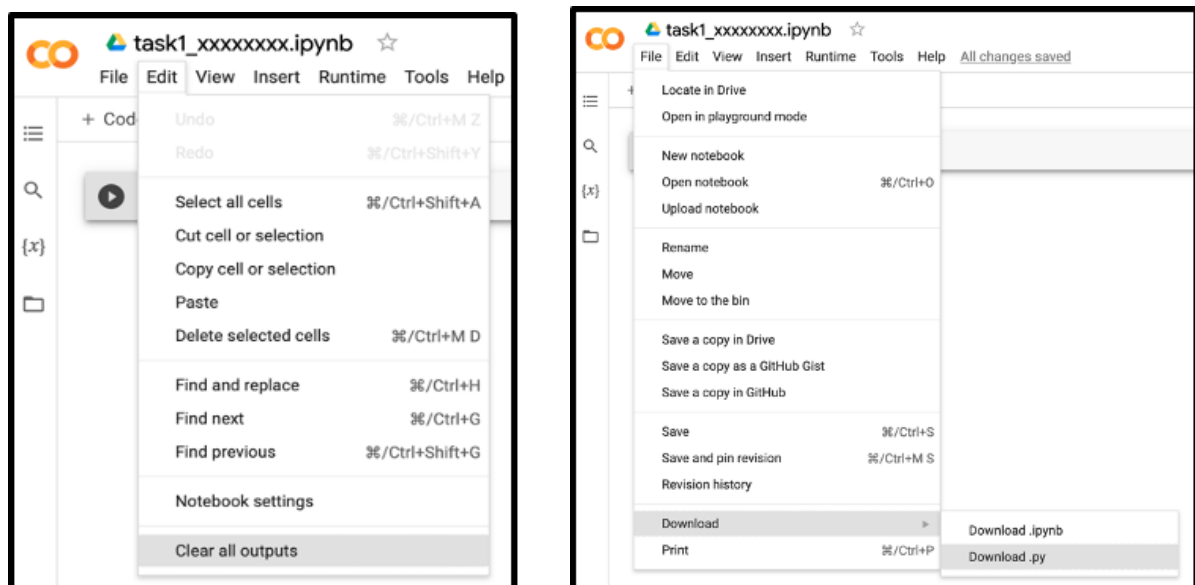 task1_xxxxxxxx.ipynb
File Edit View Insert Runtime Tools Help
+ Cod
Undo ⌘/Ctrl+M Z
Redo ⌘/Ctrl+Shift+Y
Select all cells ⌘/Ctrl+Shift+A
Cut cell or selection
Copy cell or selection
{x}
Paste
Delete selected cells ⌘/Ctrl+M D
Find and replace ⌘/Ctrl+H
Find next ⌘/Ctrl+G
Find previous ⌘/Ctrl+Shift+G
Notebook settings
Clear all outputs
task1_xxxxxxxx.ipynb
File Edit View Insert Runtime Tools Help All changes saved
+
Locate in Drive
Open in playground mode
New notebook
Open notebook ⌘/Ctrl+O
{x}
Upload notebook
Rename
Move
Move to the bin
Save a copy in Drive
Save a copy as a GitHub Gist
Save a copy in GitHub
Save ⌘/Ctrl+S
Save and pin revision ⌘/Ctrl+M S
Revision history
Download
Download .ipynb
Print ⌘/Ctrl+P
Download .py